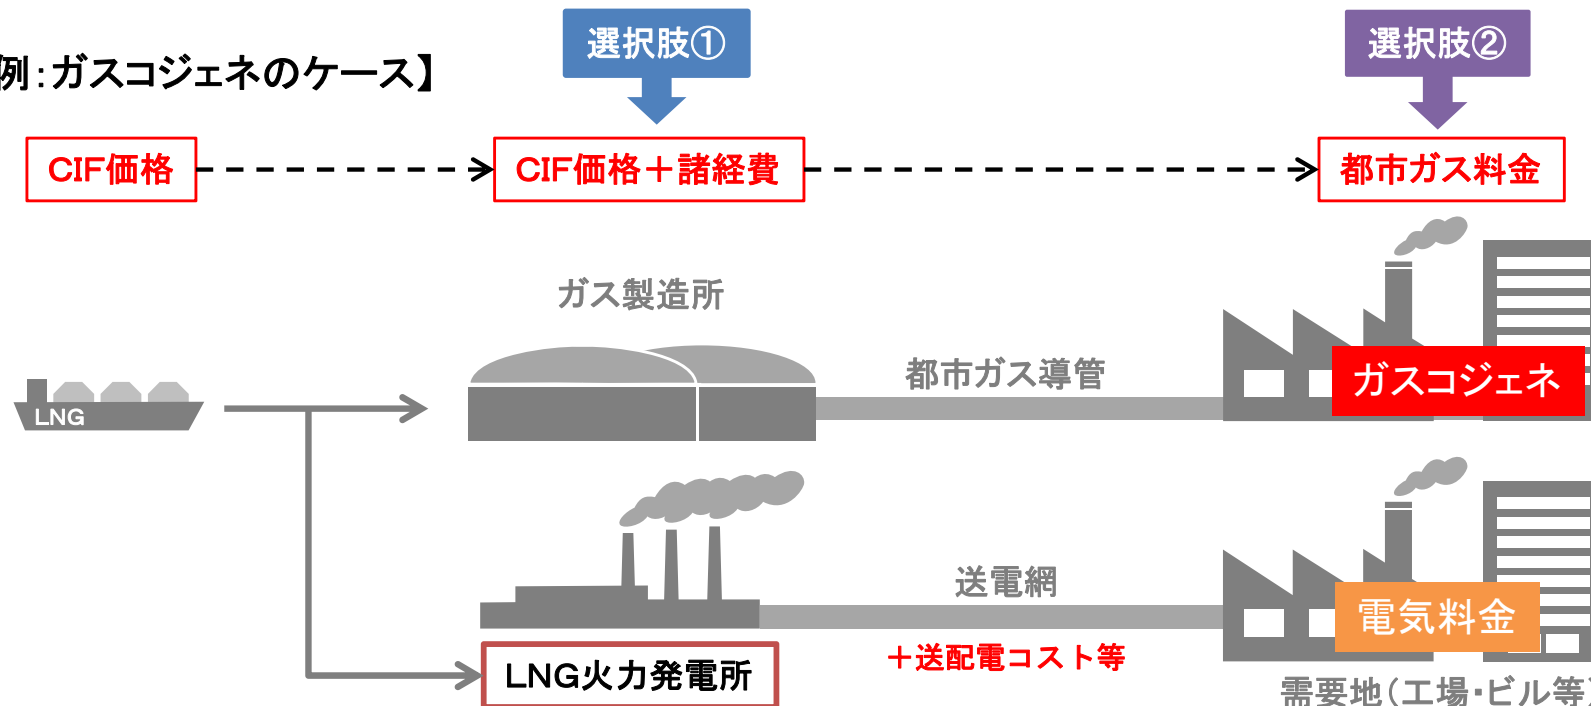 選択肢①
選択肢②
例：ガスコジェネのケース】
CIF価格
CIF価格＋諸経費
都市ガス料金
ガス製造所
都市ガス導管
ガスコジェネ
LNG
送電網
電気料金
＋送配電コスト等
LNG火力発電所
需要地（工場・ビル等）